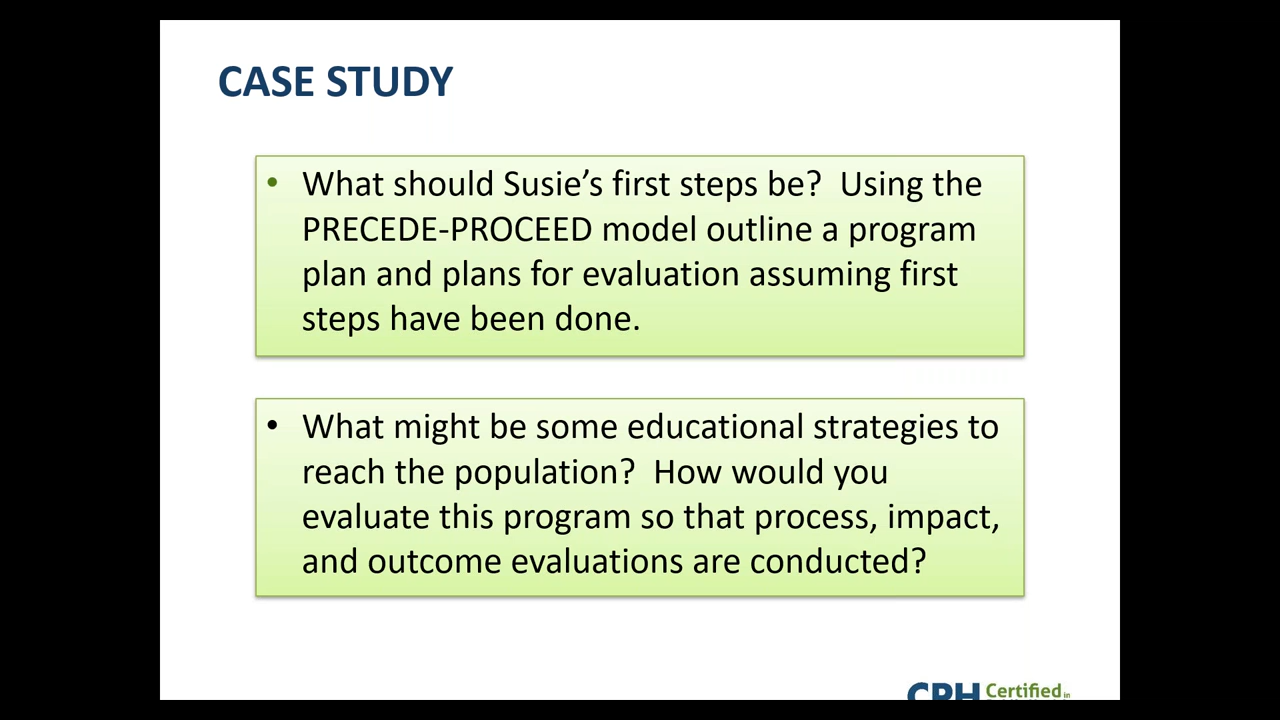 CASE STUDY
• What should Susie’s first steps be?  Using the
PRECEDE-PROCEED model outline a program
plan and plans for evaluation assuming first
steps have been done.
• What might be some educational strategies to
reach the population?  How would you
evaluate this program so that process, impact,
and outcome evaluations are conducted?
CPH Certified in